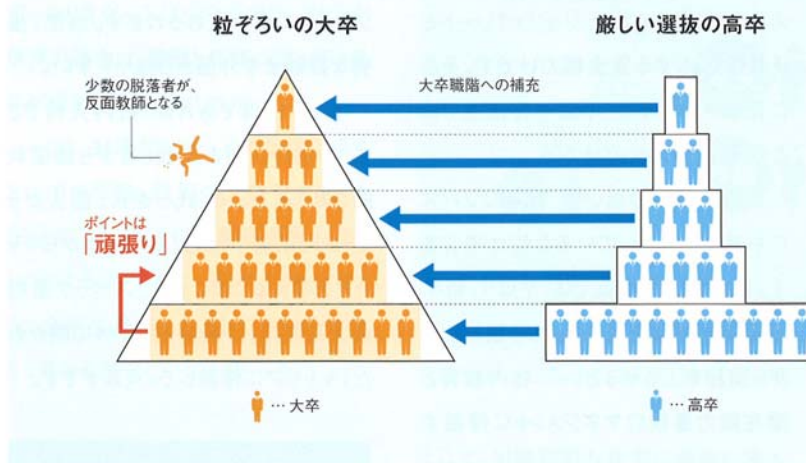 粒ぞろいの大卒
厳しい選抜の高卒
少数の脱落者が、
反面教師となる
大卒職階への補充
ポイントは
「頑張り」
… 大卒
… 高卒